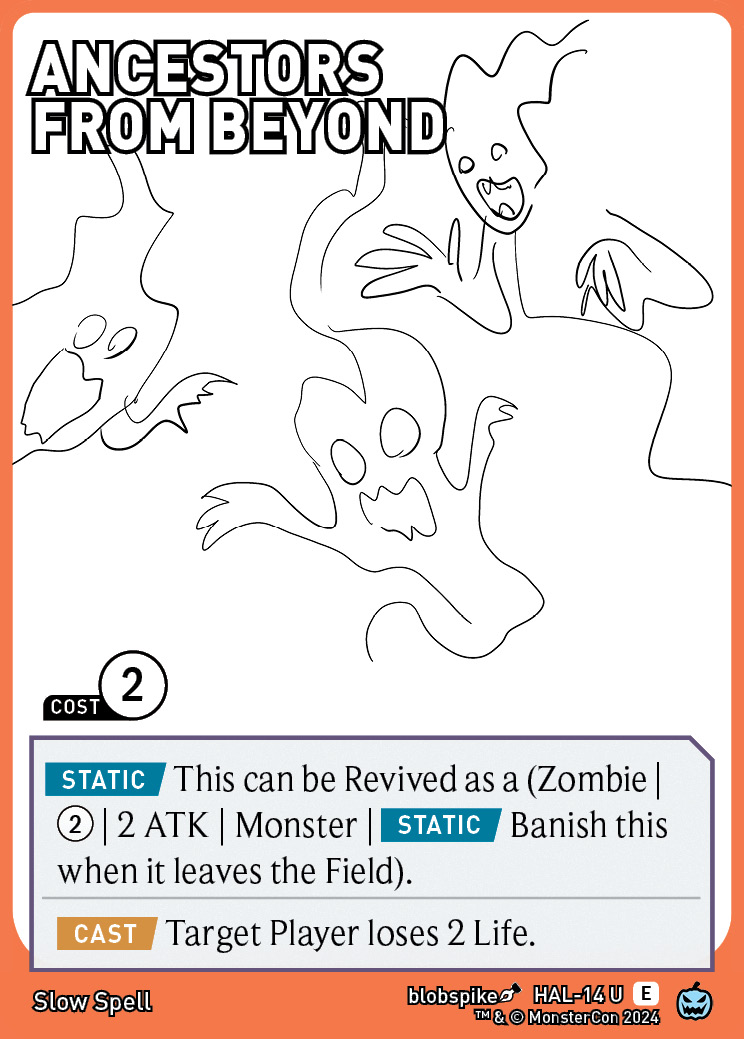 ANCESTORS
FROM BEYOND
COST 2
STATIC This can be Revived as a (Zombie |
2 | 2 ATK | Monster | STATIC Banish this
when it leaves the Field).
CAST Target Player loses 2 Life.
Slow Spell
blobspike HAL-14 U E
™ & © MonsterCon 2024